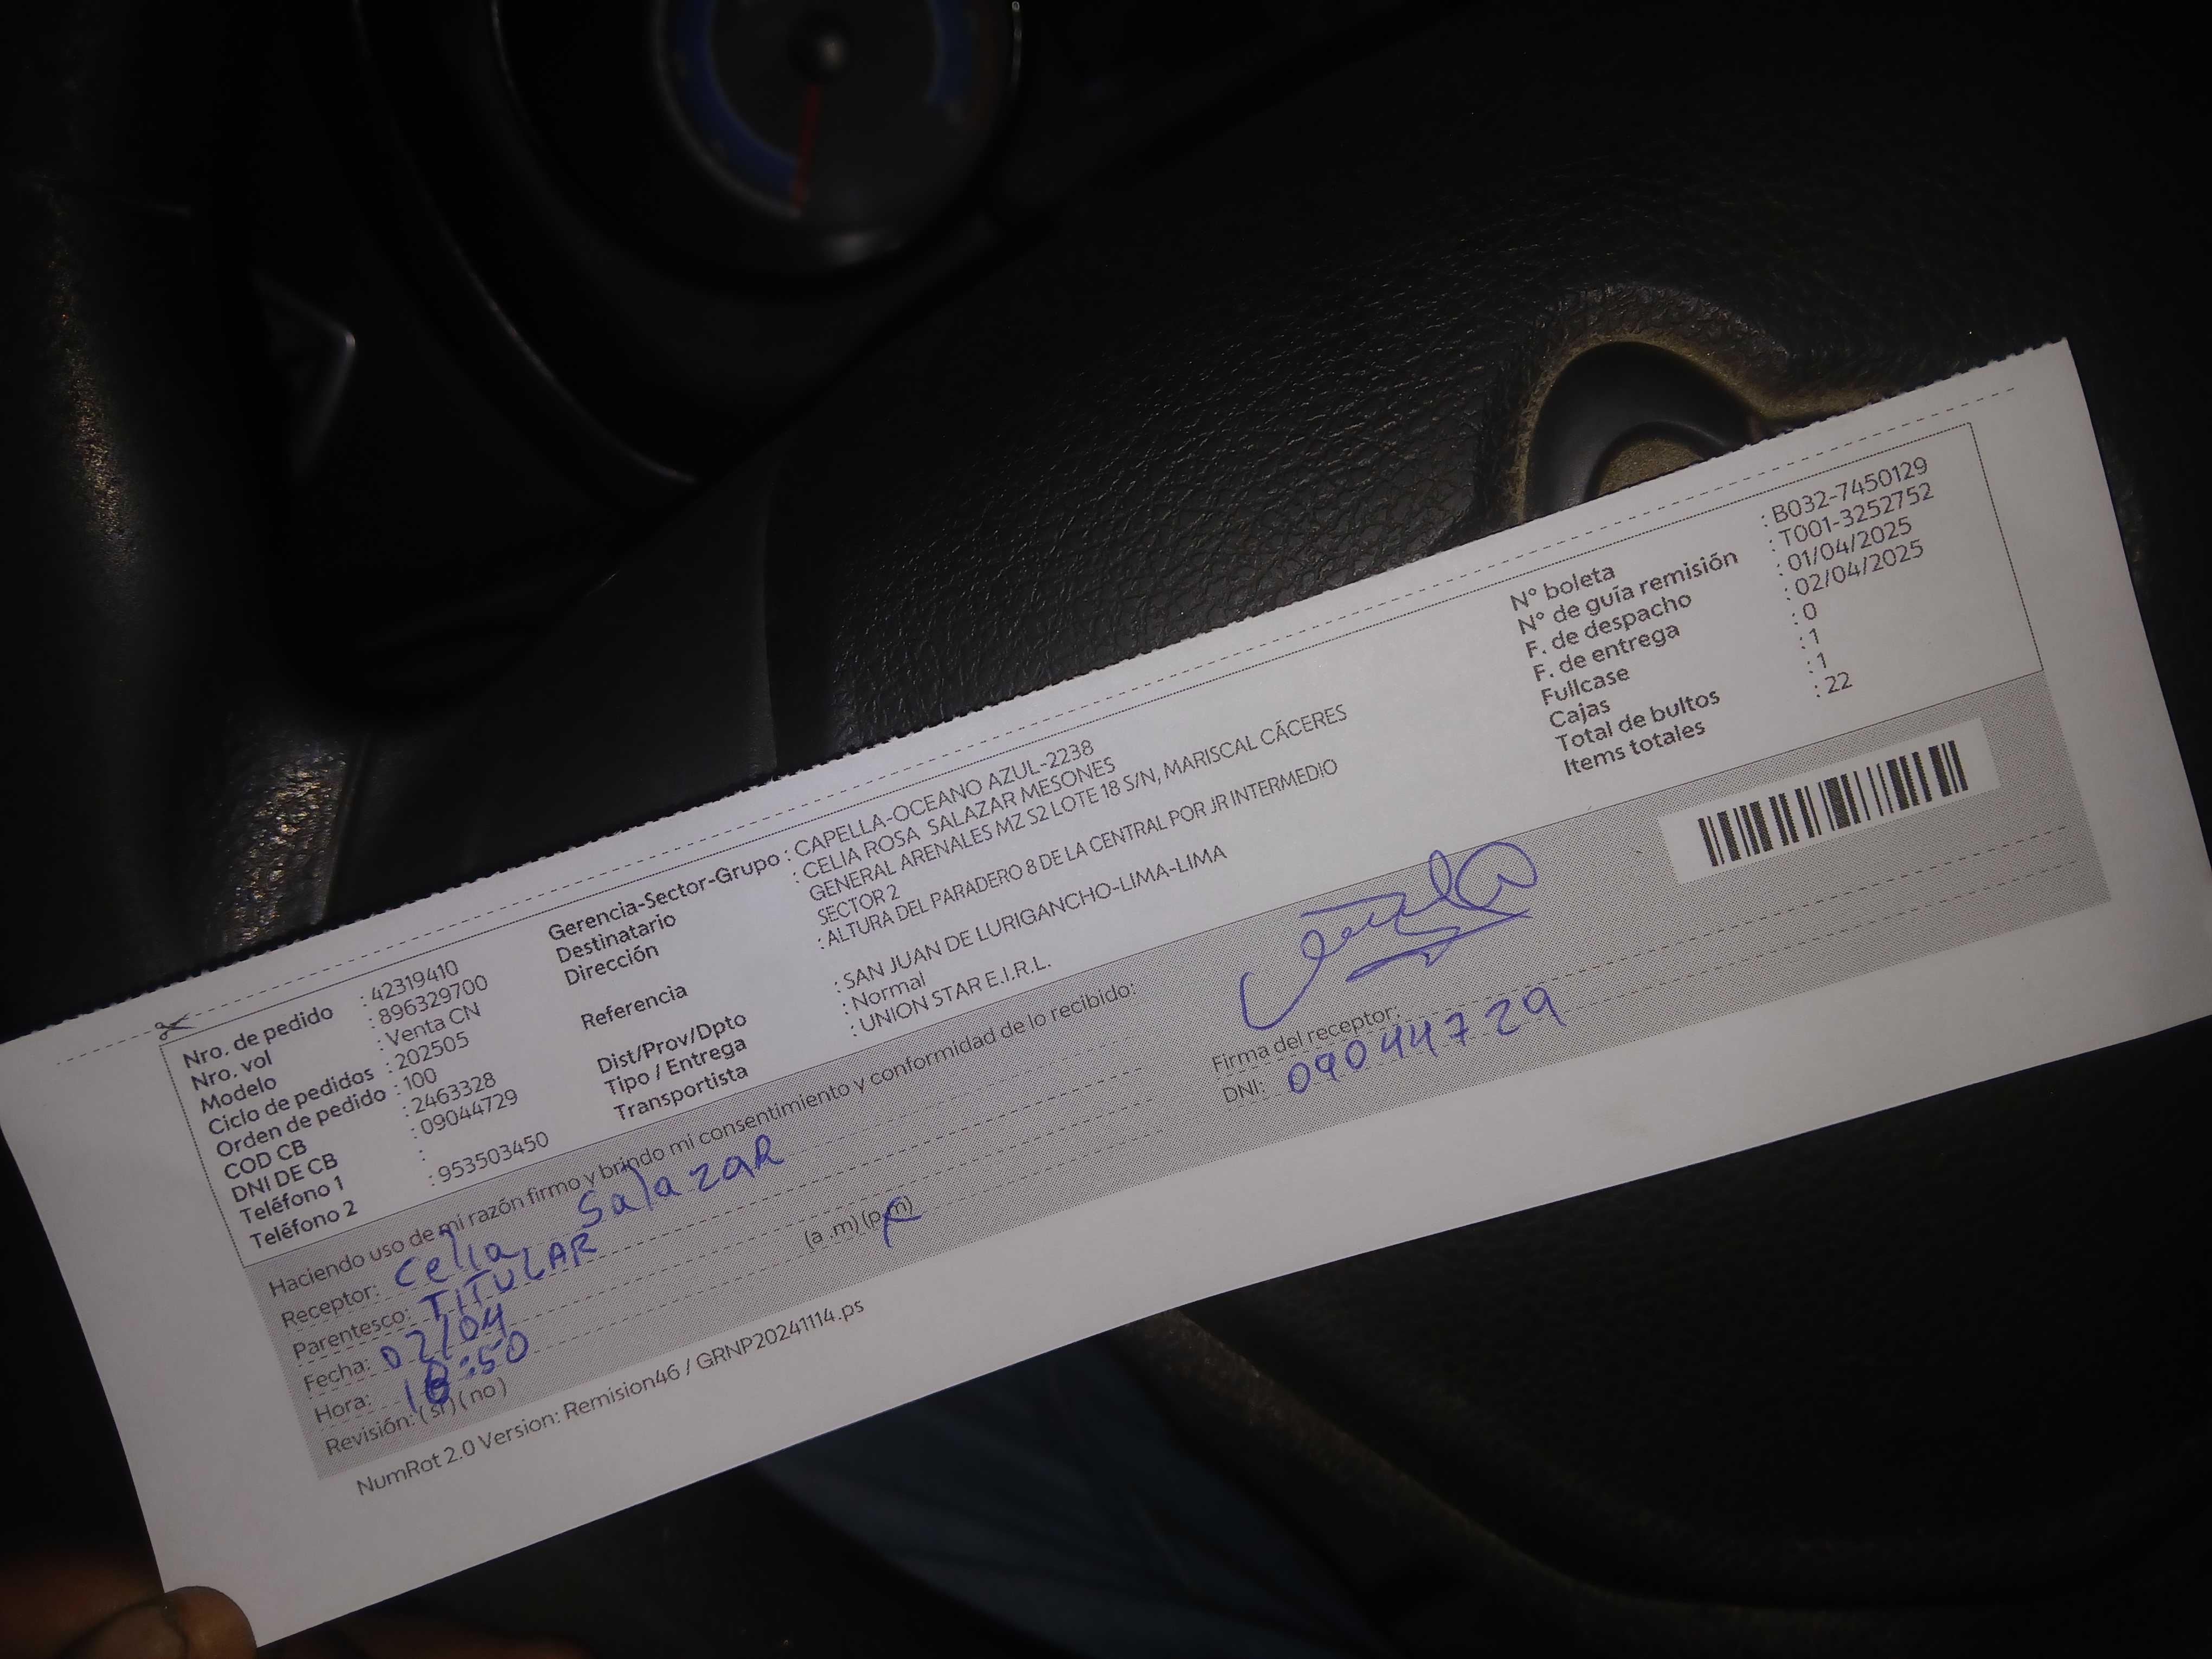 Nro. de pedido : 42319410
Nro. vol : 896329700
Modelo : Venta CN
Ciclo de pedidos : 202505
Orden de pedido : 100
COD CB : 2463328
DNI DE CB : 09044729
Teléfono 1 :
Teléfono 2 : 953503450
Gerencia-Sector-Grupo : CAPELLA-OCEANO AZUL-2238
Destinatario : CELIA ROSA SALAZAR MESONES
Dirección GENERAL ARENALES MZ S2 LOTE 18 S/N, MARISCAL CÁCERES
SECTOR 2
Referencia : ALTURA DEL PARADERO 8 DE LA CENTRAL POR JR INTERMEDIO
Dist/Prov/Dpto : SAN JUAN DE LURIGANCHO-LIMA-LIMA
Tipo / Entrega : Normal
Transportista : UNION STAR E.I.R.L.
N° boleta : B032-7450129
N° de guía remisión : T001-3252752
F. de despacho : 01/04/2025
F. de entrega : 02/04/2025
Fullcase : 0
Cajas : 1
Total de bultos : 1
Items totales : 22
Haciendo uso de mi razón firmo y brindo mi consentimiento y conformidad de lo recibido:
Receptor: Celia Salazar
Parentesco: TITULAR
Fecha: 02/04
Hora: 18:50 (a .m) (p.m)
Revisión: ( si ) ( no )
Firma del receptor:
DNI: 09044729
NumRot 2.0 Version: Remision46 / GRNP20241114.ps